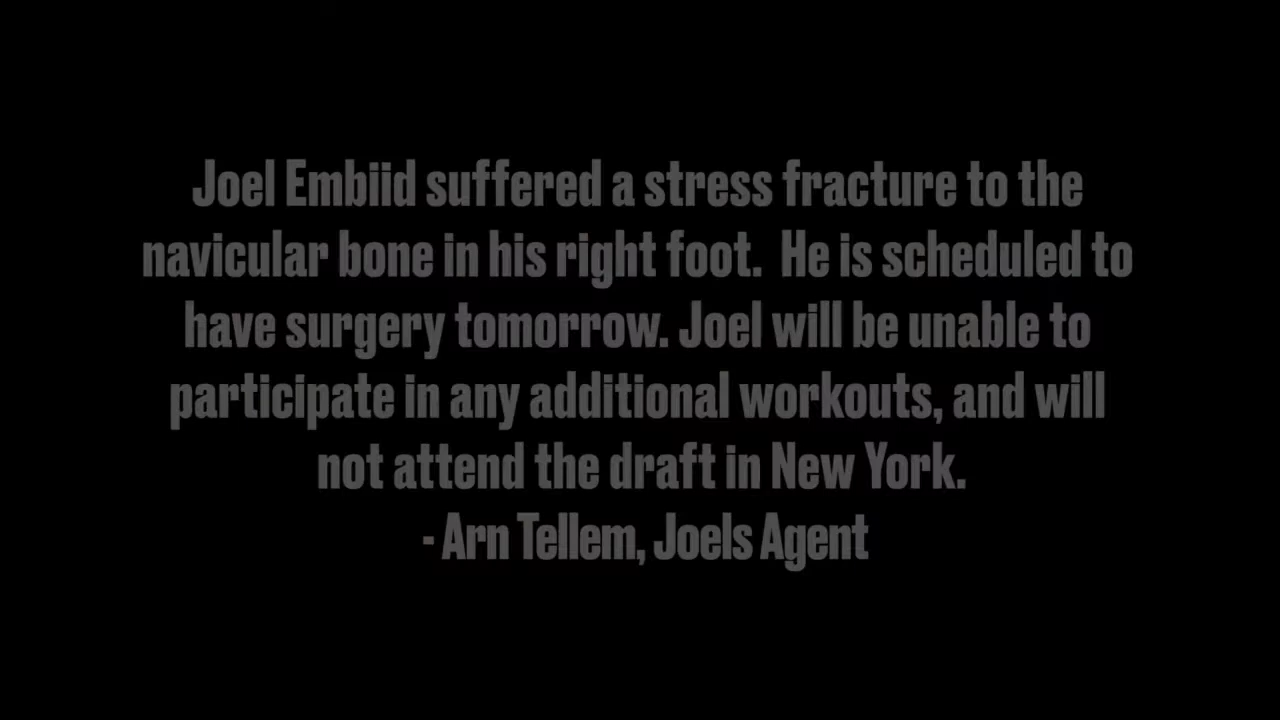 Joel Embiid suffered a stress fracture to the
navicular bone in his right foot.  He is scheduled to
have surgery tomorrow. Joel will be unable to
participate in any additional workouts, and will
not attend the draft in New York.
- Arn Tellem, Joels Agent